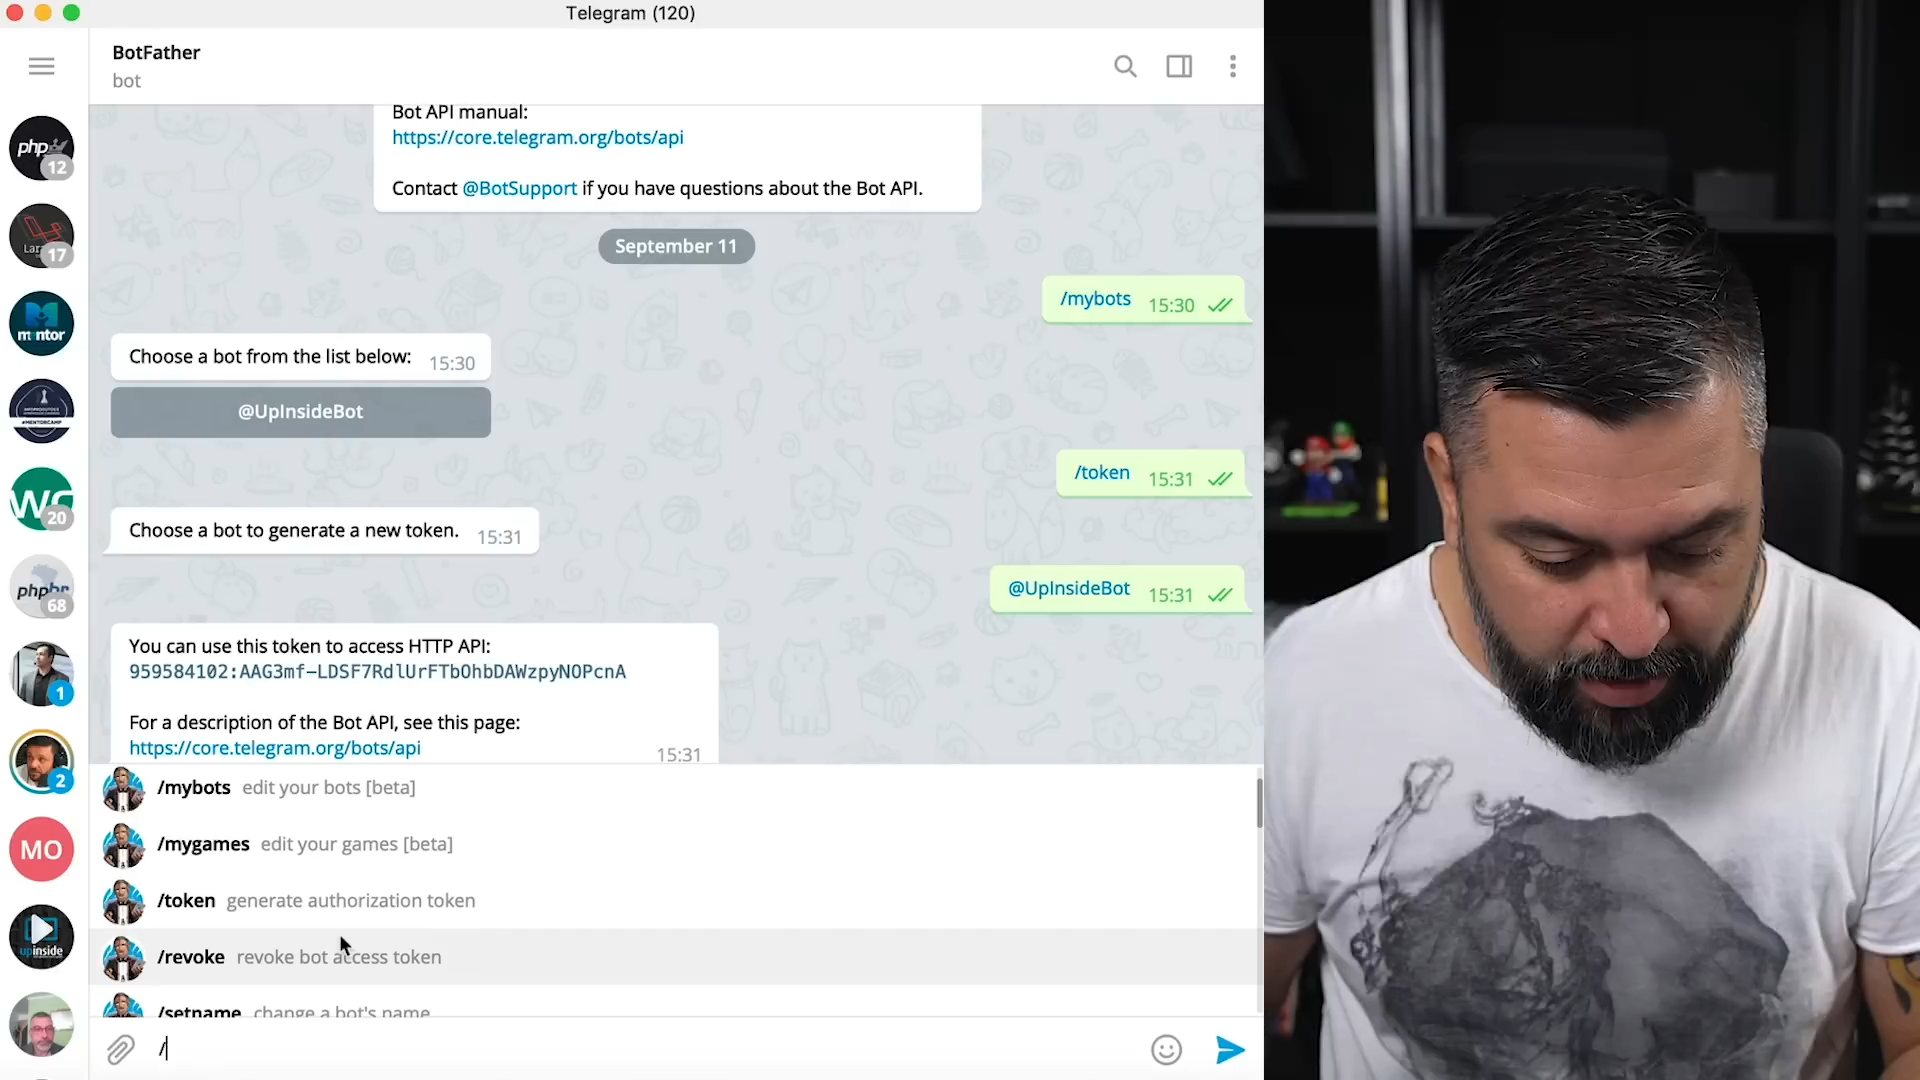 Telegram (120)
BotFather
bot
Bot API manual:
https://core.telegram.org/bots/api
Contact @BotSupport if you have questions about the Bot API.
September 11
/mybots 15:30
Choose a bot from the list below: 15:30
@UpInsideBot
/token 15:31
Choose a bot to generate a new token. 15:31
@UpInsideBot 15:31
You can use this token to access HTTP API:
959584102:AAG3mf-LDSF7RdlUrFTbOhbDAWzpyNOPcnA
For a description of the Bot API, see this page:
https://core.telegram.org/bots/api 15:31
/mybots edit your bots [beta]
/mygames edit your games [beta]
/token generate authorization token
/revoke revoke bot access token
/setname change a bot's name
/
php
12
17
mentor
#MENTORCAMP
WC
20
phpbr
68
1
2
MO
upinside